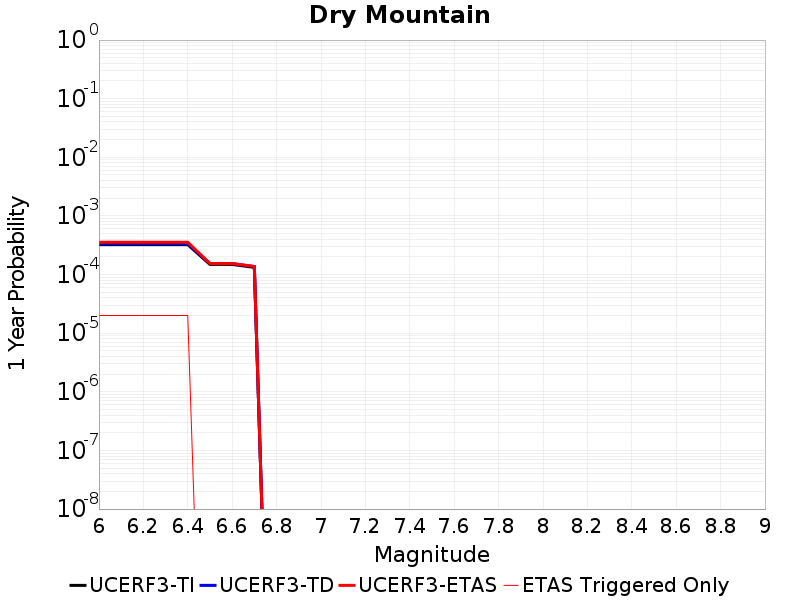 Dry Mountain
1 Year Probability
10^0
10^-1
10^-2
10^-3
10^-4
10^-5
10^-6
10^-7
10^-8
6 6.2 6.4 6.6 6.8 7 7.2 7.4 7.6 7.8 8 8.2 8.4 8.6 8.8 9
Magnitude
UCERF3-TI UCERF3-TD UCERF3-ETAS ETAS Triggered Only